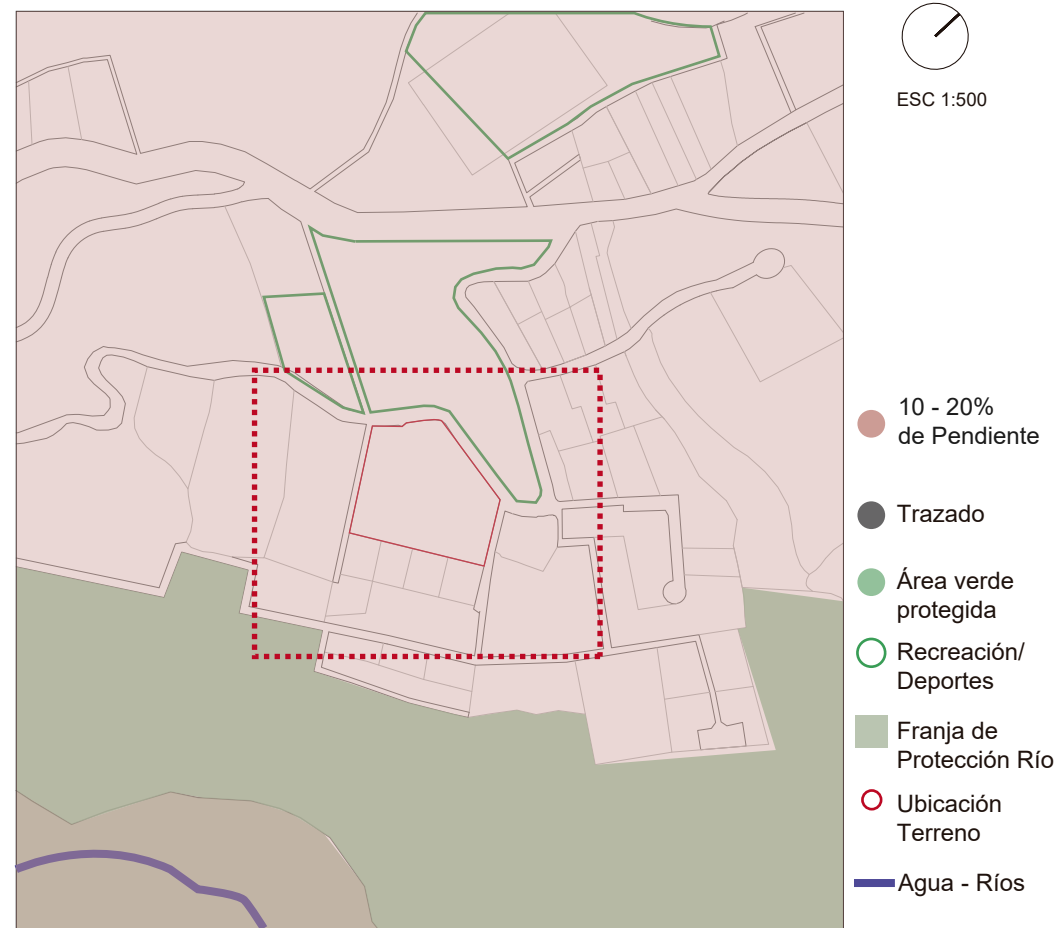 ESC 1:500
10 - 20%
de Pendiente
Trazado
Área verde
protegida
Recreación/
Deportes
Franja de
Protección Río
Ubicación
Terreno
Agua - Ríos